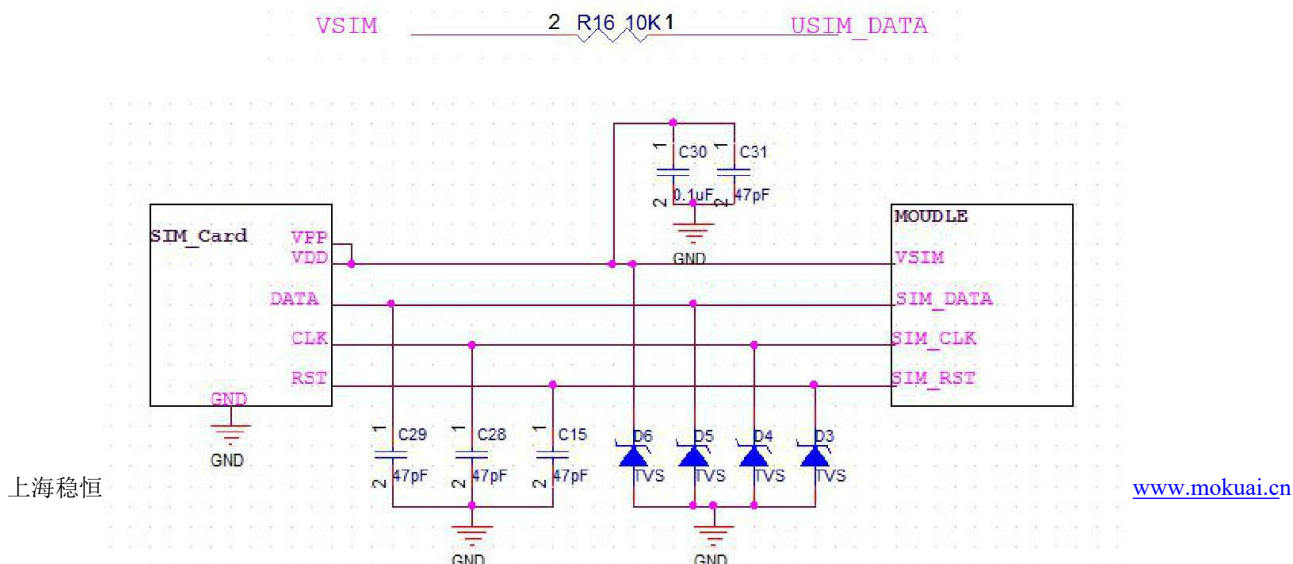 VSIM 2 R16 10K 1 USIM_DATA
1 C30 1 C31
2 0.1uF 2 47pF
GND
SIM_Card VPP
VDD
DATA
CLK
RST
GND
GND
MOUDLE
VSIM
SIM_DATA
SIM_CLK
SIM_RST
1 C29 1 C28 1 C15 D6 D5 D4 D3
2 47pF 2 47pF 2 47pF TVS TVS TVS TVS
GND GND
上海稳恒 www.mokuai.cn